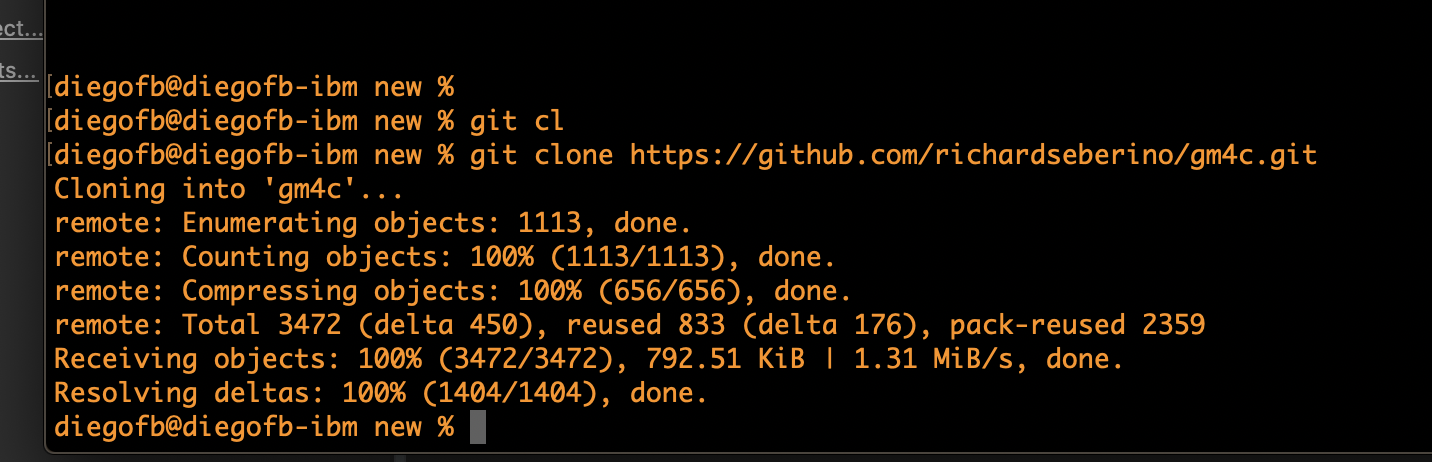 ect...
ts...
[diegofb@diegofb-ibm new %
[diegofb@diegofb-ibm new % git cl
[diegofb@diegofb-ibm new % git clone https://github.com/richardseberino/gm4c.git
Cloning into 'gm4c'...
remote: Enumerating objects: 1113, done.
remote: Counting objects: 100% (1113/1113), done.
remote: Compressing objects: 100% (656/656), done.
remote: Total 3472 (delta 450), reused 833 (delta 176), pack-reused 2359
Receiving objects: 100% (3472/3472), 792.51 KiB | 1.31 MiB/s, done.
Resolving deltas: 100% (1404/1404), done.
diegofb@diegofb-ibm new %